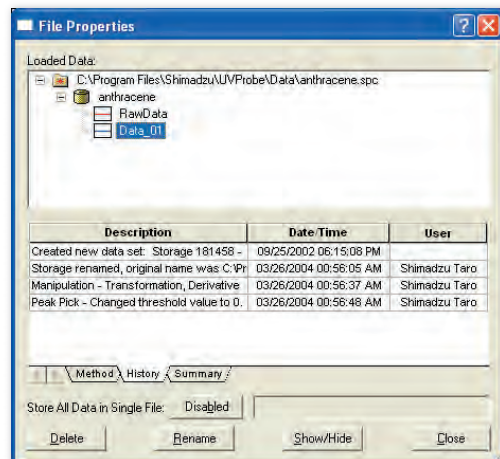 File Properties
Loaded Data:
C:\Program Files\Shimadzu\UVProbe\Data\anthracene.spc
anthracene
RawData
Data_01
Description Date/Time User
Created new data set: Storage 181458 - 09/25/2002 06:15:08 PM
Storage renamed, original name was C:\Pr 03/26/2004 00:56:05 AM Shimadzu Taro
Manipulation - Transformation, Derivative 03/26/2004 00:56:37 AM Shimadzu Taro
Peak Pick - Changed threshold value to 0. 03/26/2004 00:56:48 AM Shimadzu Taro
Method History Summary
Store All Data in Single File: Disabled
Delete Rename Show/Hide Close